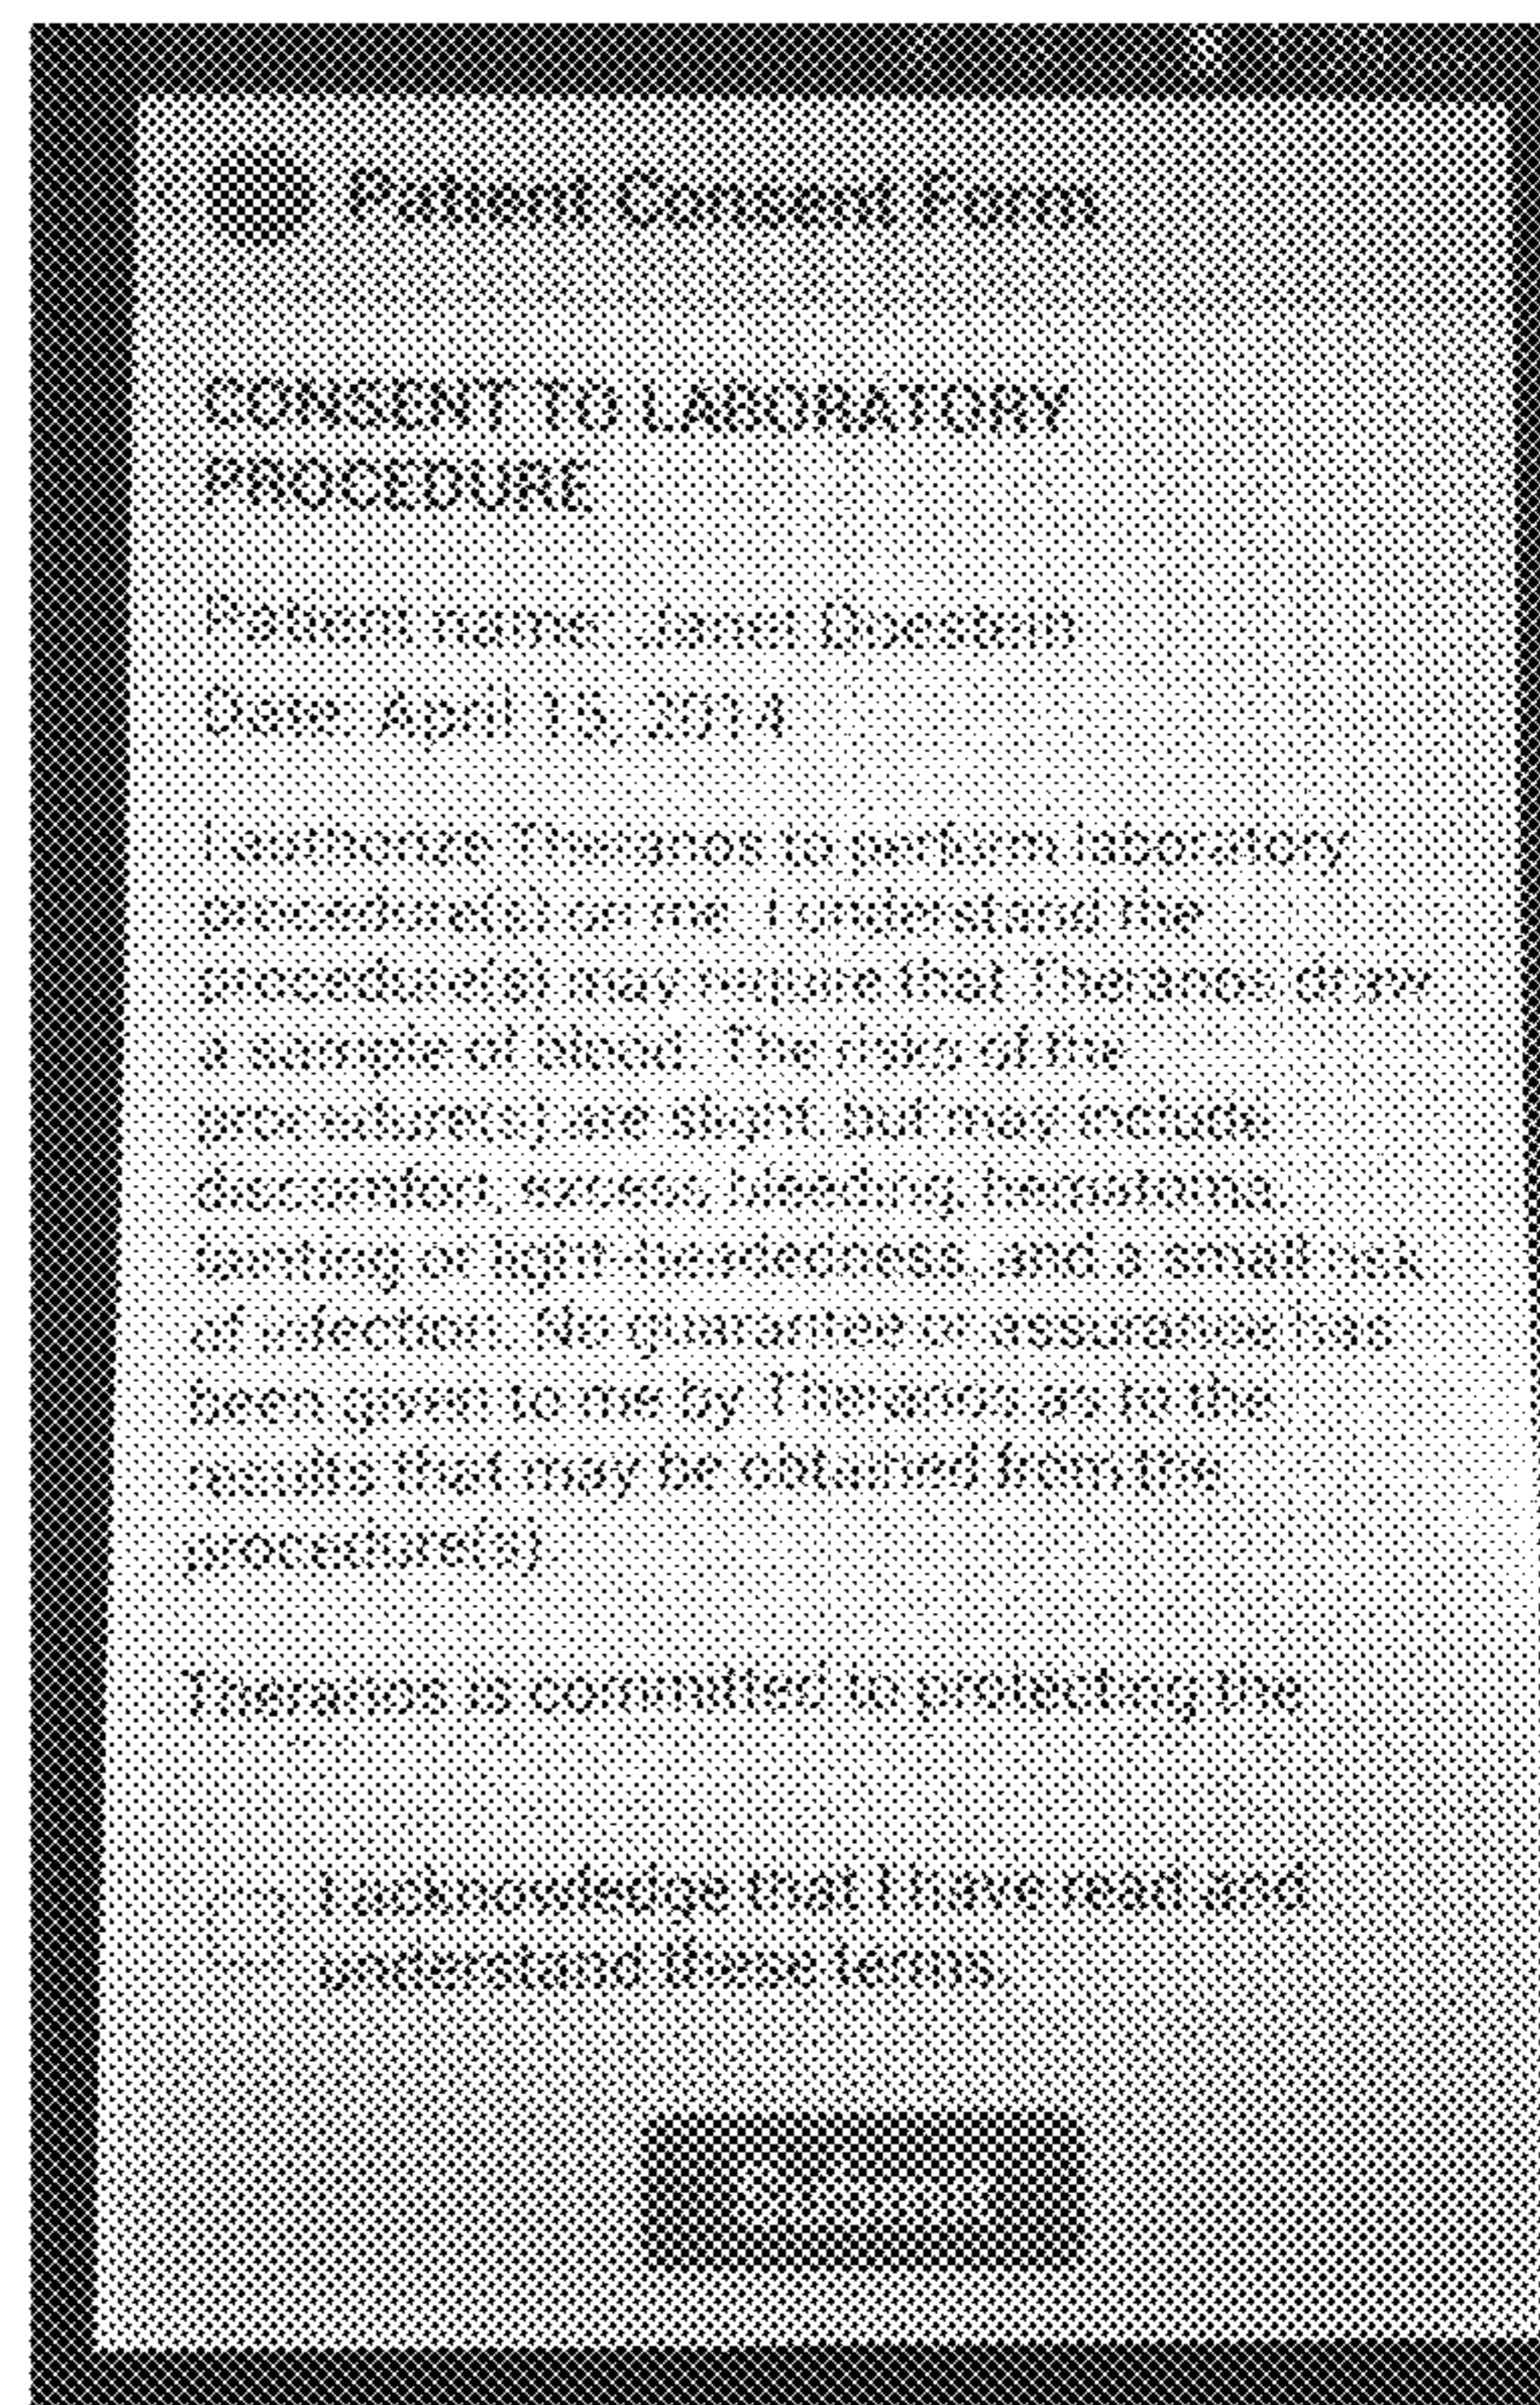 Patient Consent Form
CONSENT TO LABORATORY
PROCEDURE
Patient name: Janet
Date: April 15, 2014
I authorize Theranos to perform laboratory
procedure(s) on me. I understand the
procedure(s) may require that Theranos draw
a sample of blood. The risks of the
procedure(s) are slight but may include
discomfort, excess bleeding, hematoma,
fainting or light-headedness, and a small risk
of infection. No guarantee or assurance has
been given to me by Theranos as to the
results that may be obtained from the
procedure(s).
Theranos is committed to protecting the
I acknowledge that I have read and
understand these terms.